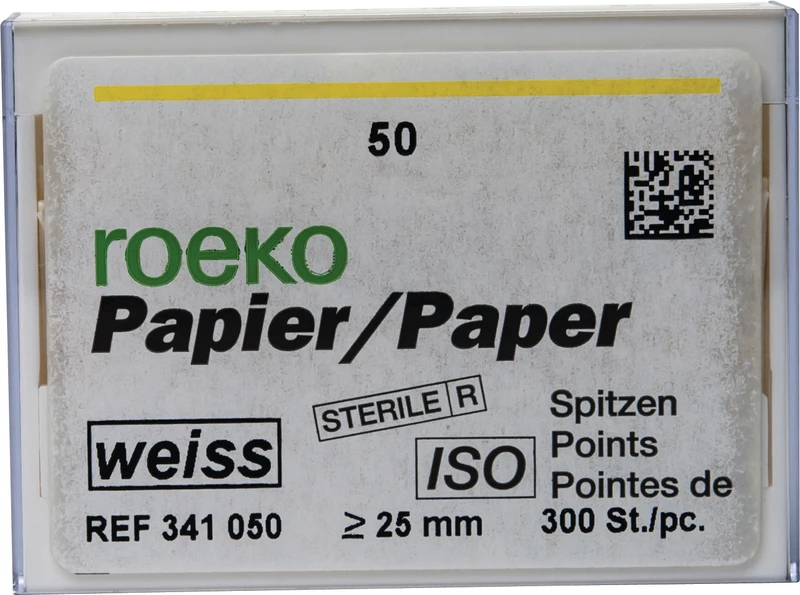 50
roeko
Papier/Paper
STERILE R
Spitzen
weiss
ISO
Points
Pointes de
REF 341 050
≥ 25 mm
300 St./pc.